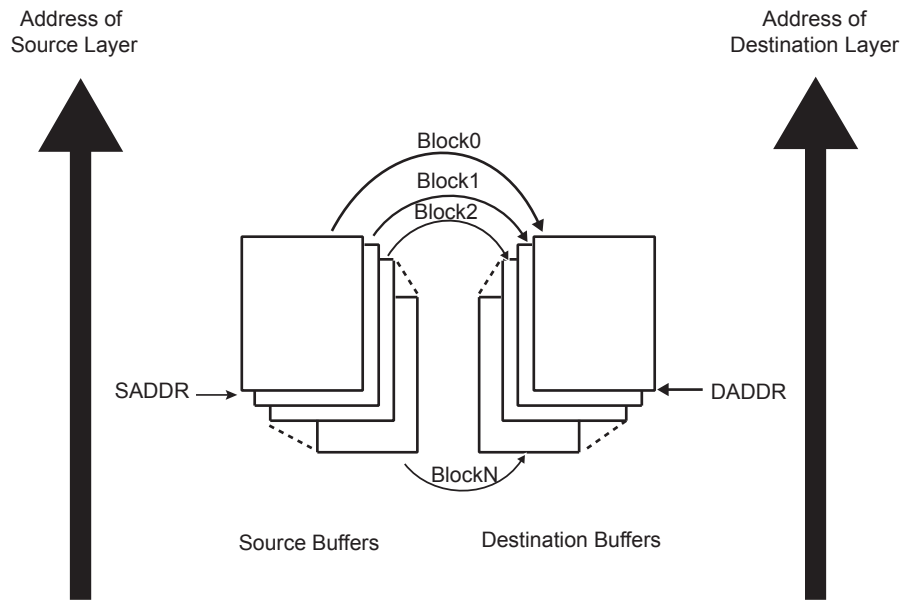 Address of
Source Layer
Address of
Destination Layer
Block0
Block1
Block2
SADDR
DADDR
BlockN
Source Buffers
Destination Buffers